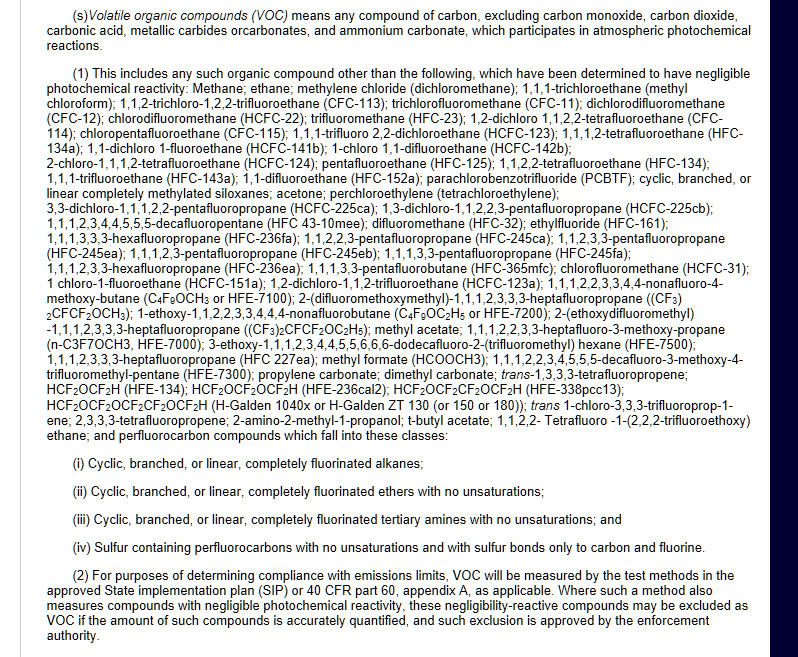 (s)Volatile organic compounds (VOC) means any compound of carbon, excluding carbon monoxide, carbon dioxide,
carbonic acid, metallic carbides orcarbonates, and ammonium carbonate, which participates in atmospheric photochemical
reactions.
(1) This includes any such organic compound other than the following, which have been determined to have negligible
photochemical reactivity: Methane; ethane; methylene chloride (dichloromethane); 1,1,1-trichloroethane (methyl
chloroform); 1,1,2-trichloro-1,2,2-trifluoroethane (CFC-113); trichlorofluoromethane (CFC-11); dichlorodifluoromethane
(CFC-12); chlorodifluoromethane (HCFC-22); trifluoromethane (HFC-23); 1,2-dichloro 1,1,2,2-tetrafluoroethane (CFC-
114); chloropentafluoroethane (CFC-115); 1,1,1-trifluoro 2,2-dichloroethane (HCFC-123); 1,1,1,2-tetrafluoroethane (HFC-
134a); 1,1-dichloro 1-fluoroethane (HCFC-141b); 1-chloro 1,1-difluoroethane (HCFC-142b);
2-chloro-1,1,1,2-tetrafluoroethane (HCFC-124); pentafluoroethane (HFC-125); 1,1,2,2-tetrafluoroethane (HFC-134);
1,1,1-trifluoroethane (HFC-143a); 1,1-difluoroethane (HFC-152a); parachlorobenzotrifluoride (PCBTF); cyclic, branched, or
linear completely methylated siloxanes; acetone; perchloroethylene (tetrachloroethylene);
3,3-dichloro-1,1,1,2,2-pentafluoropropane (HCFC-225ca); 1,3-dichloro-1,1,2,2,3-pentafluoropropane (HCFC-225cb);
1,1,1,2,3,4,4,5,5,5-decafluoropentane (HFC 43-10mee); difluoromethane (HFC-32); ethylfluoride (HFC-161);
1,1,1,3,3,3-hexafluoropropane (HFC-236fa); 1,1,2,2,3-pentafluoropropane (HFC-245ca); 1,1,2,3,3-pentafluoropropane
(HFC-245ea); 1,1,1,2,3-pentafluoropropane (HFC-245eb); 1,1,1,3,3-pentafluoropropane (HFC-245fa);
1,1,1,2,3,3-hexafluoropropane (HFC-236ea); 1,1,1,3,3-pentafluorobutane (HFC-365mfc); chlorofluoromethane (HCFC-31);
1 chloro-1-fluoroethane (HCFC-151a); 1,2-dichloro-1,1,2-trifluoroethane (HCFC-123a); 1,1,1,2,2,3,3,4,4-nonafluoro-4-
methoxy-butane (C4F9OCH3 or HFE-7100); 2-(difluoromethoxymethyl)-1,1,1,2,3,3,3-heptafluoropropane ((CF3)
2CFCF2OCH3); 1-ethoxy-1,1,2,2,3,3,4,4,4-nonafluorobutane (C4F9OC2H5 or HFE-7200); 2-(ethoxydifluoromethyl)
-1,1,1,2,3,3,3-heptafluoropropane ((CF3)2CFCF2OC2H5); methyl acetate; 1,1,1,2,2,3,3-heptafluoro-3-methoxy-propane
(n-C3F7OCH3, HFE-7000); 3-ethoxy-1,1,1,2,3,4,4,5,5,6,6,6-dodecafluoro-2-(trifluoromethyl) hexane (HFE-7500);
1,1,1,2,3,3,3-heptafluoropropane (HFC 227ea); methyl formate (HCOOCH3); 1,1,1,2,2,3,4,5,5,5-decafluoro-3-methoxy-4-
trifluoromethyl-pentane (HFE-7300); propylene carbonate; dimethyl carbonate; trans-1,3,3,3-tetrafluoropropene;
HCF2OCF2H (HFE-134); HCF2OCF2OCF2H (HFE-236cal2); HCF2OCF2CF2OCF2H (HFE-338pcc13);
HCF2OCF2OCF2CF2OCF2H (H-Galden 1040x or H-Galden ZT 130 (or 150 or 180)); trans 1-chloro-3,3,3-trifluoroprop-1-
ene; 2,3,3,3-tetrafluoropropene; 2-amino-2-methyl-1-propanol; t-butyl acetate; 1,1,2,2- Tetrafluoro -1-(2,2,2-trifluoroethoxy)
ethane; and perfluorocarbon compounds which fall into these classes:
(i) Cyclic, branched, or linear, completely fluorinated alkanes;
(ii) Cyclic, branched, or linear, completely fluorinated ethers with no unsaturations;
(iii) Cyclic, branched, or linear, completely fluorinated tertiary amines with no unsaturations; and
(iv) Sulfur containing perfluorocarbons with no unsaturations and with sulfur bonds only to carbon and fluorine.
(2) For purposes of determining compliance with emissions limits, VOC will be measured by the test methods in the
approved State implementation plan (SIP) or 40 CFR part 60, appendix A, as applicable. Where such a method also
measures compounds with negligible photochemical reactivity, these negligibility-reactive compounds may be excluded as
VOC if the amount of such compounds is accurately quantified, and such exclusion is approved by the enforcement
authority.